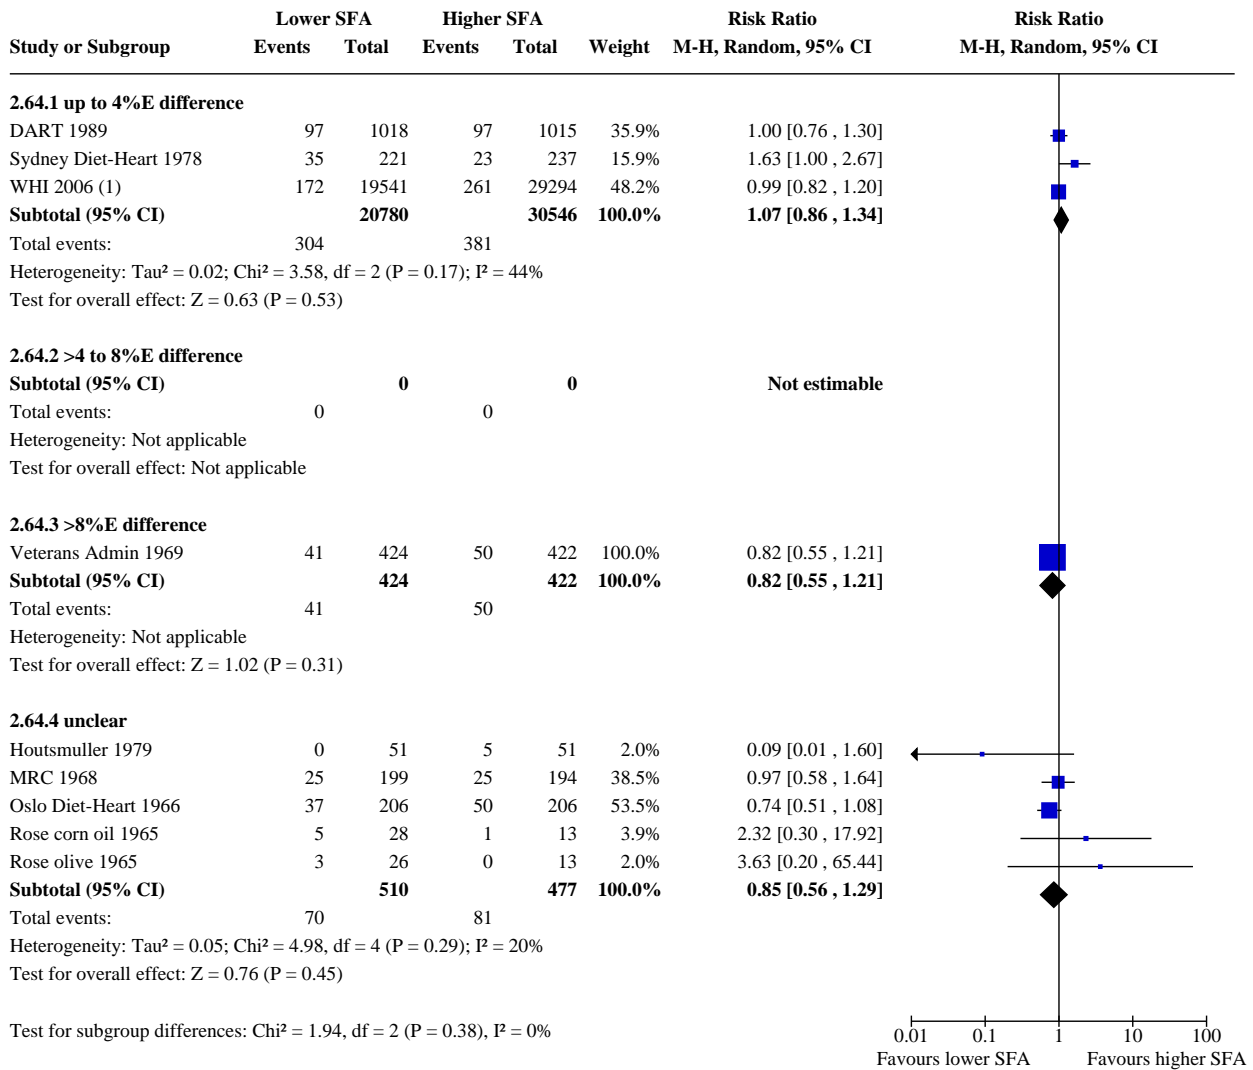 Lower SFA Higher SFA Risk Ratio Risk Ratio
Study or Subgroup Events Total Events Total Weight M-H, Random, 95% CI M-H, Random, 95% CI
2.64.1 up to 4%E difference
DART 1989 97 1018 97 1015 35.9% 1.00 [0.76 , 1.30]
Sydney Diet-Heart 1978 35 221 23 237 15.9% 1.63 [1.00 , 2.67]
WHI 2006 (1) 172 19541 261 29294 48.2% 0.99 [0.82 , 1.20]
Subtotal (95% CI) 20780 30546 100.0% 1.07 [0.86 , 1.34]
Total events: 304 381
Heterogeneity: Tau² = 0.02; Chi² = 3.58, df = 2 (P = 0.17); I² = 44%
Test for overall effect: Z = 0.63 (P = 0.53)
2.64.2 >4 to 8%E difference
Subtotal (95% CI) 0 0 Not estimable
Total events: 0 0
Heterogeneity: Not applicable
Test for overall effect: Not applicable
2.64.3 >8%E difference
Veterans Admin 1969 41 424 50 422 100.0% 0.82 [0.55 , 1.21]
Subtotal (95% CI) 424 422 100.0% 0.82 [0.55 , 1.21]
Total events: 41 50
Heterogeneity: Not applicable
Test for overall effect: Z = 1.02 (P = 0.31)
2.64.4 unclear
Houtsmuller 1979 0 51 5 51 2.0% 0.09 [0.01 , 1.60]
MRC 1968 25 199 25 194 38.5% 0.97 [0.58 , 1.64]
Oslo Diet-Heart 1966 37 206 50 206 53.5% 0.74 [0.51 , 1.08]
Rose corn oil 1965 5 28 1 13 3.9% 2.32 [0.30 , 17.92]
Rose olive 1965 3 26 0 13 2.0% 3.63 [0.20 , 65.44]
Subtotal (95% CI) 510 477 100.0% 0.85 [0.56 , 1.29]
Total events: 70 81
Heterogeneity: Tau² = 0.05; Chi² = 4.98, df = 4 (P = 0.29); I² = 20%
Test for overall effect: Z = 0.76 (P = 0.45)
Test for subgroup differences: Chi² = 1.94, df = 2 (P = 0.38), I² = 0%
0.01 0.1 1 10 100
Favours lower SFA Favours higher SFA